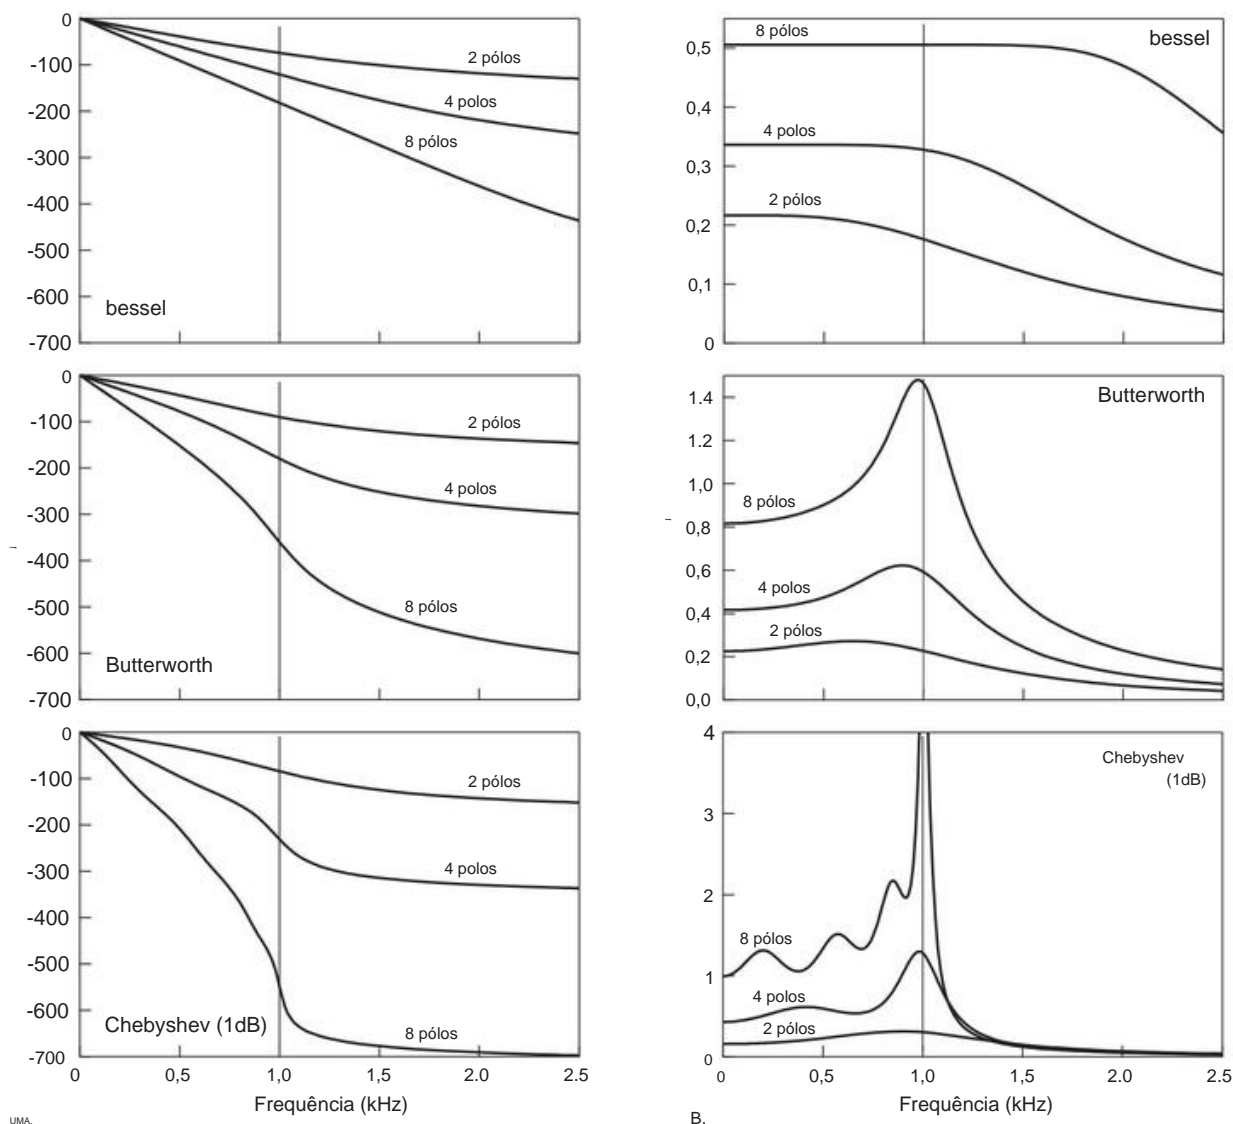 0
-100
-200
-300
-400
-500
-600
-700
2 pólos
4 polos
8 pólos
bessel
0
-100
-200
-300
-400
-500
-600
-700
2 pólos
4 polos
8 pólos
Butterworth
0
-100
-200
-300
-400
-500
-600
-700
2 pólos
4 polos
8 pólos
Chebyshev (1dB)
0 0,5 1,0 1,5 2,0 2.5
Frequência (kHz)
UMA.
0,5
0,4
0,3
0,2
0,1
0
8 pólos
4 polos
2 pólos
bessel
1.4
1.2
1,0
0,8
0,6
0,4
0,2
0,0
8 pólos
4 polos
2 pólos
Butterworth
4
3
2
1
0
8 pólos
4 polos
2 pólos
Chebyshev
(1dB)
0 0,5 1,0 1,5 2,0 2.5
Frequência (kHz)
B.